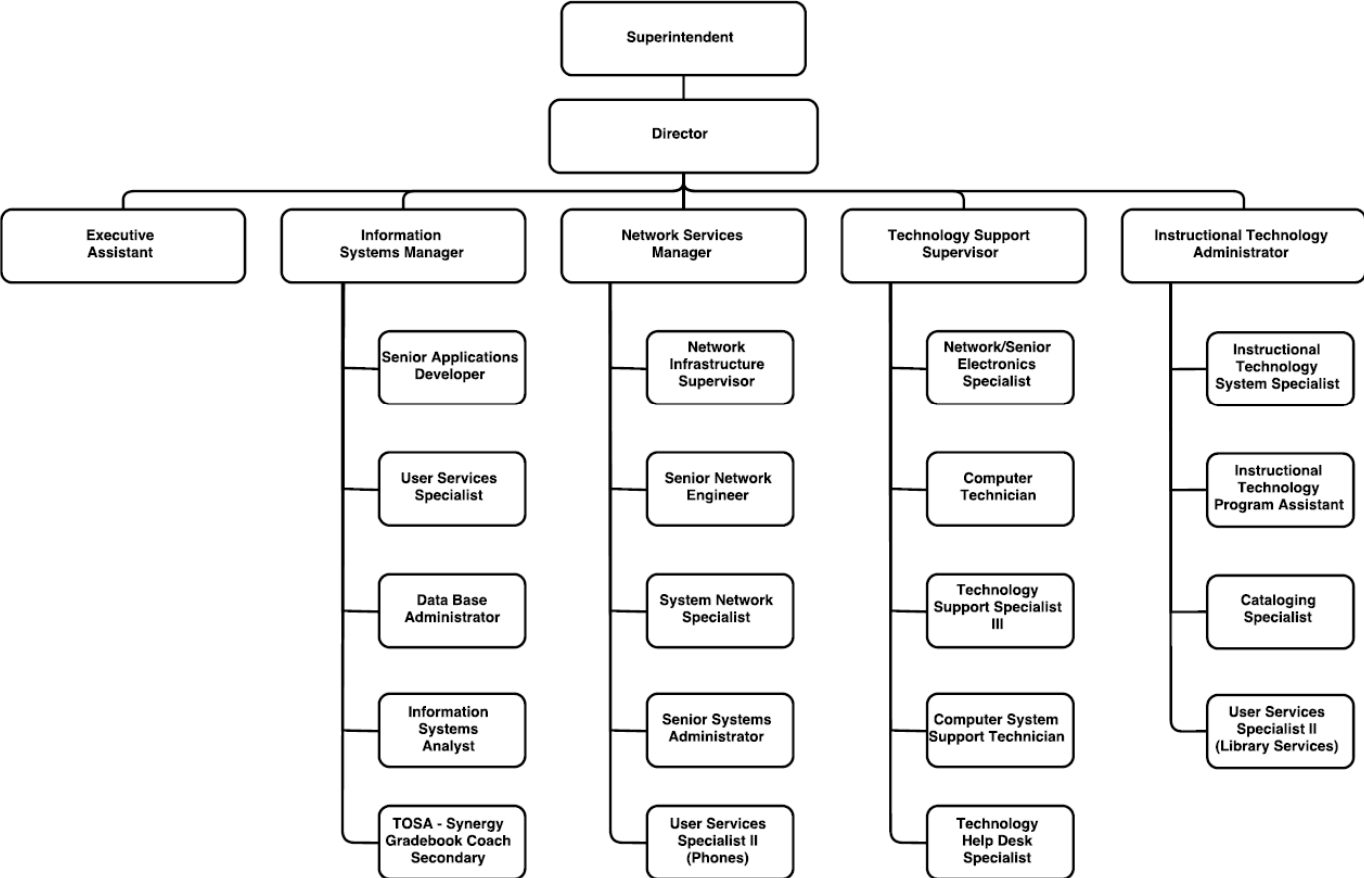 Superintendent
Director
Executive
Assistant
Information
Systems Manager
Network Services
Manager
Technology Support
Supervisor
Instructional Technology
Administrator
Senior Applications
Developer
User Services
Specialist
Data Base
Administrator
Information
Systems
Analyst
TOSA - Synergy
Gradebook Coach
Secondary
Network
Infrastructure
Supervisor
Senior Network
Engineer
System Network
Specialist
Senior Systems
Administrator
User Services
Specialist II
(Phones)
Network/Senior
Electronics
Specialist
Computer
Technician
Technology
Support Specialist
III
Computer System
Support Technician
Technology
Help Desk
Specialist
Instructional
Technology
System Specialist
Instructional
Technology
Program Assistant
Cataloging
Specialist
User Services
Specialist II
(Library Services)